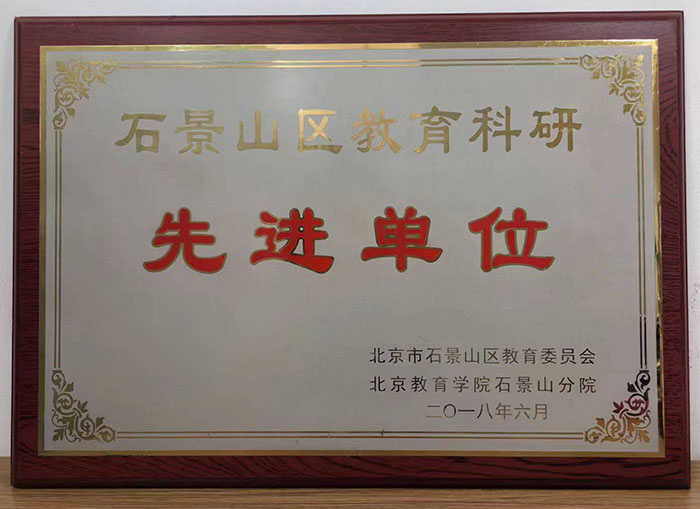 石景山区教育科研
先进单位
北京市石景山区教育委员会
北京教育学院石景山分院
二〇一八年六月